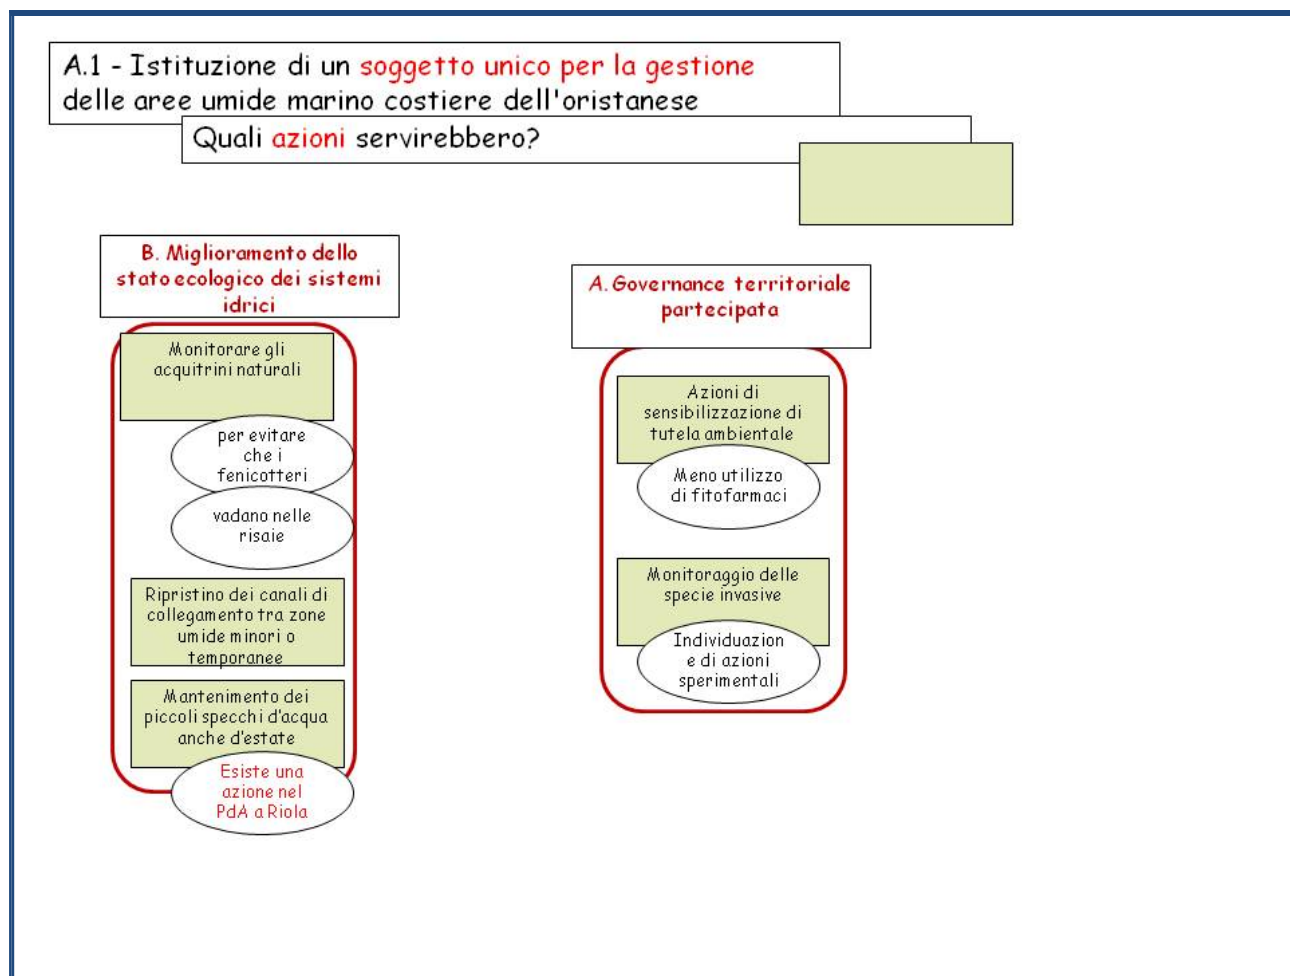 A.1 - Istituzione di un soggetto unico per la gestione
delle aree umide marino costiere dell'oristanese
Quali azioni servirebbero?
B. Miglioramento dello
stato ecologico dei sistemi
idrici
Monitorare gli
acquitrini naturali
per evitare
che i
fenicotteri
vadano nelle
risaie
Ripristino dei canali di
collegamento tra zone
umide minori o
temporanee
Mantenimento dei
piccoli specchi d'acqua
anche d'estate
Esiste una
azione nel
PdA a Riola
A. Governance territoriale
partecipata
Azioni di
sensibilizzazione di
tutela ambientale
Meno utilizzo
di fitofarmaci
Monitoraggio delle
specie invasive
Individuazion
e di azioni
sperimentali